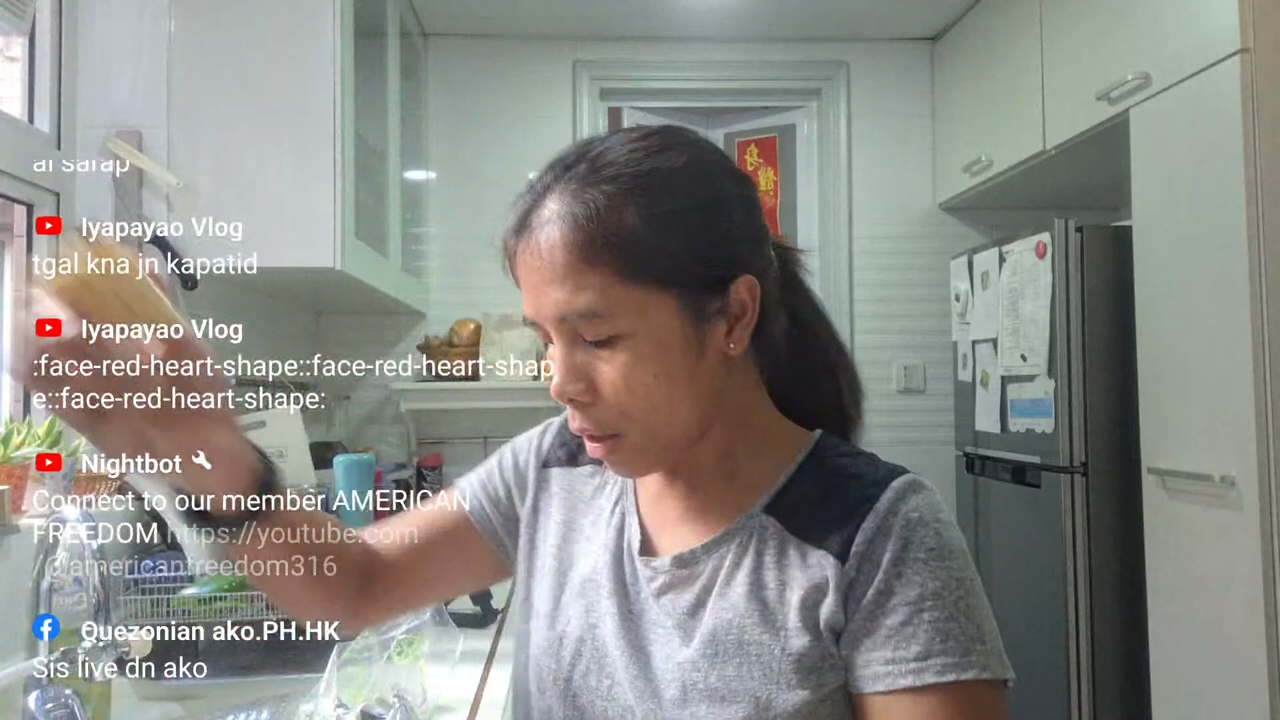 ai sarap
Iyapayao Vlog
tgal kna jn kapatid
Iyapayao Vlog
:face-red-heart-shape::face-red-heart-shap
e::face-red-heart-shape:
Nightbot
Connect to our member AMERICAN
FREEDOM https://youtube.com
/@americanfreedom316
Quezonian ako.PH.HK
Sis live dn ako
身
體